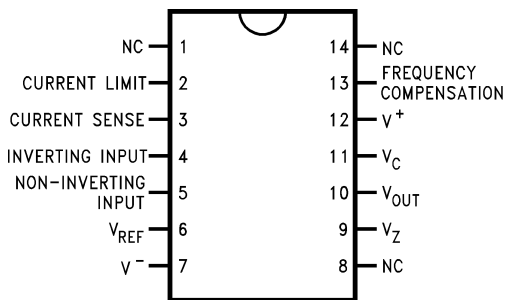 NC 1 14 NC
CURRENT LIMIT 2 13 FREQUENCY
COMPENSATION
CURRENT SENSE 3 12 V+
INVERTING INPUT 4 11 VC
NON-INVERTING
INPUT 5 10 VOUT
VREF 6 9 VZ
V- 7 8 NC